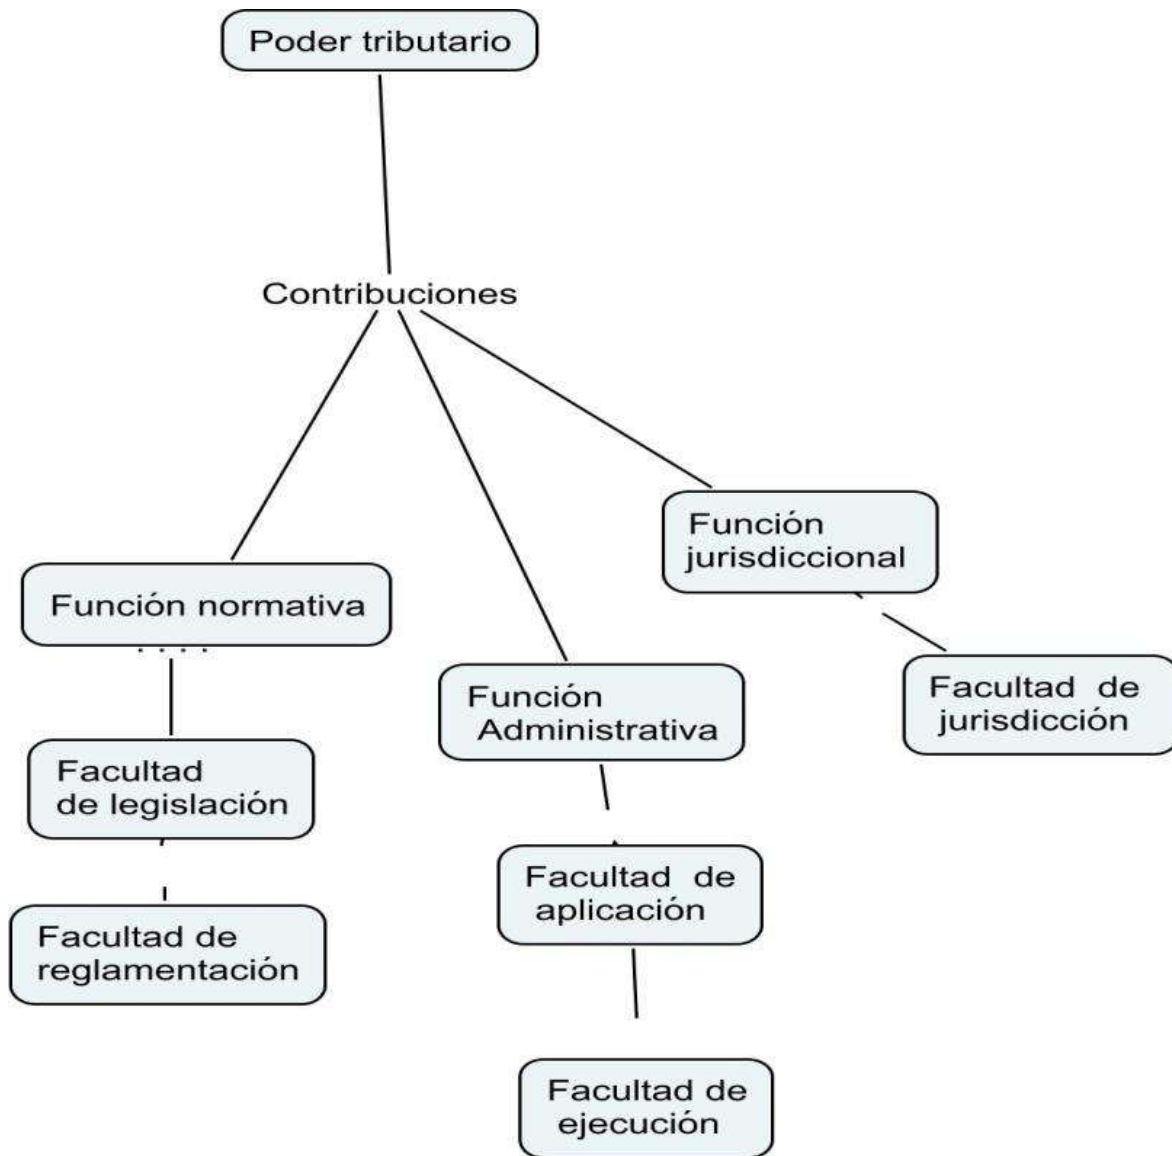 Poder tributario
Contribuciones
Función
jurisdiccional
Función normativa
Facultad de
jurisdicción
Función
Administrativa
Facultad
de legislación
Facultad de
aplicación
Facultad de
reglamentación
Facultad de
ejecución